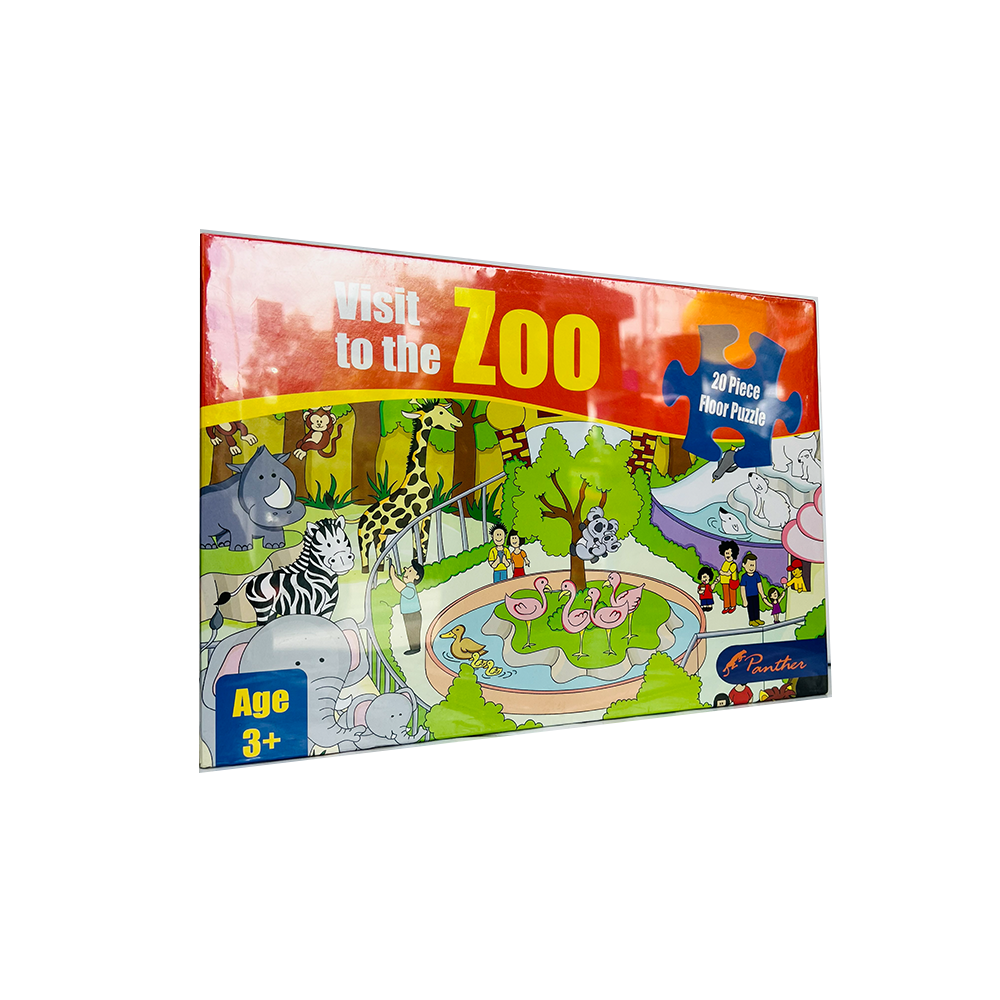 Visit
to the
Zoo
20 Piece
Floor Puzzle
Age
3+
Panther